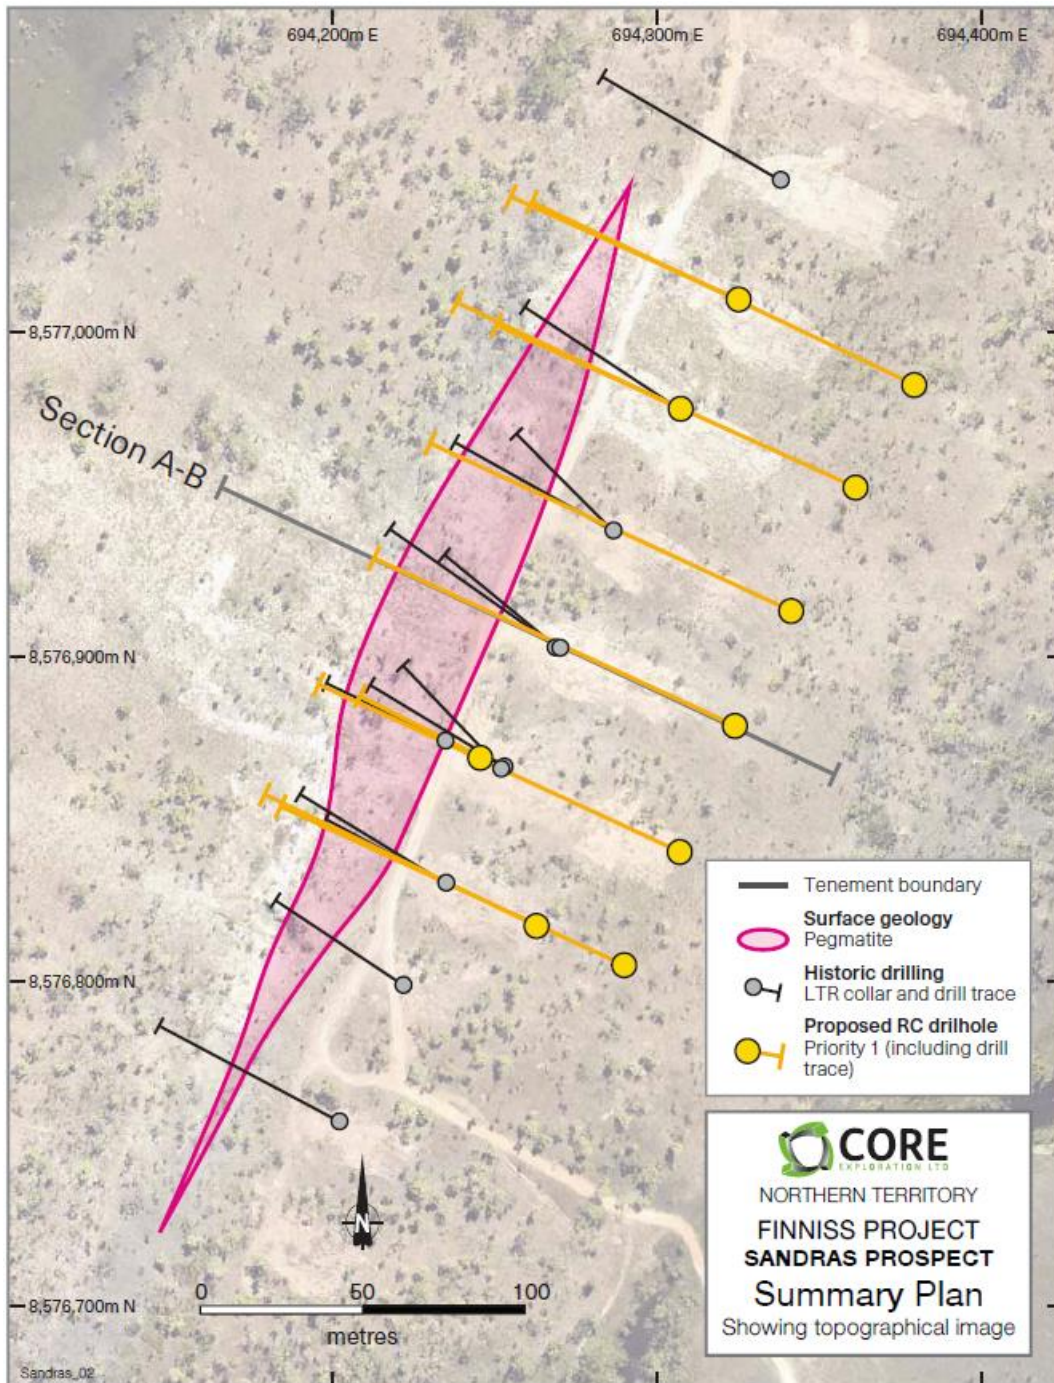 694,200m E
694,800m E
694,400m E
8,577,000m N
Section A-B
8,576,900m N
8,576,800m N
8,576,700m N
Tenement boundary
Surface geology
Pegmatite
Historic drilling
LTR collar and drill trace
Proposed RC drilhole
Priority 1 (including drill
trace)
CORE
EXPLORATION LTD
NORTHERN TERRITORY
FINNISS PROJECT
SANDRAS PROSPECT
Summary Plan
Showing topographical image
N
0 50 100
metres
Sandras_02